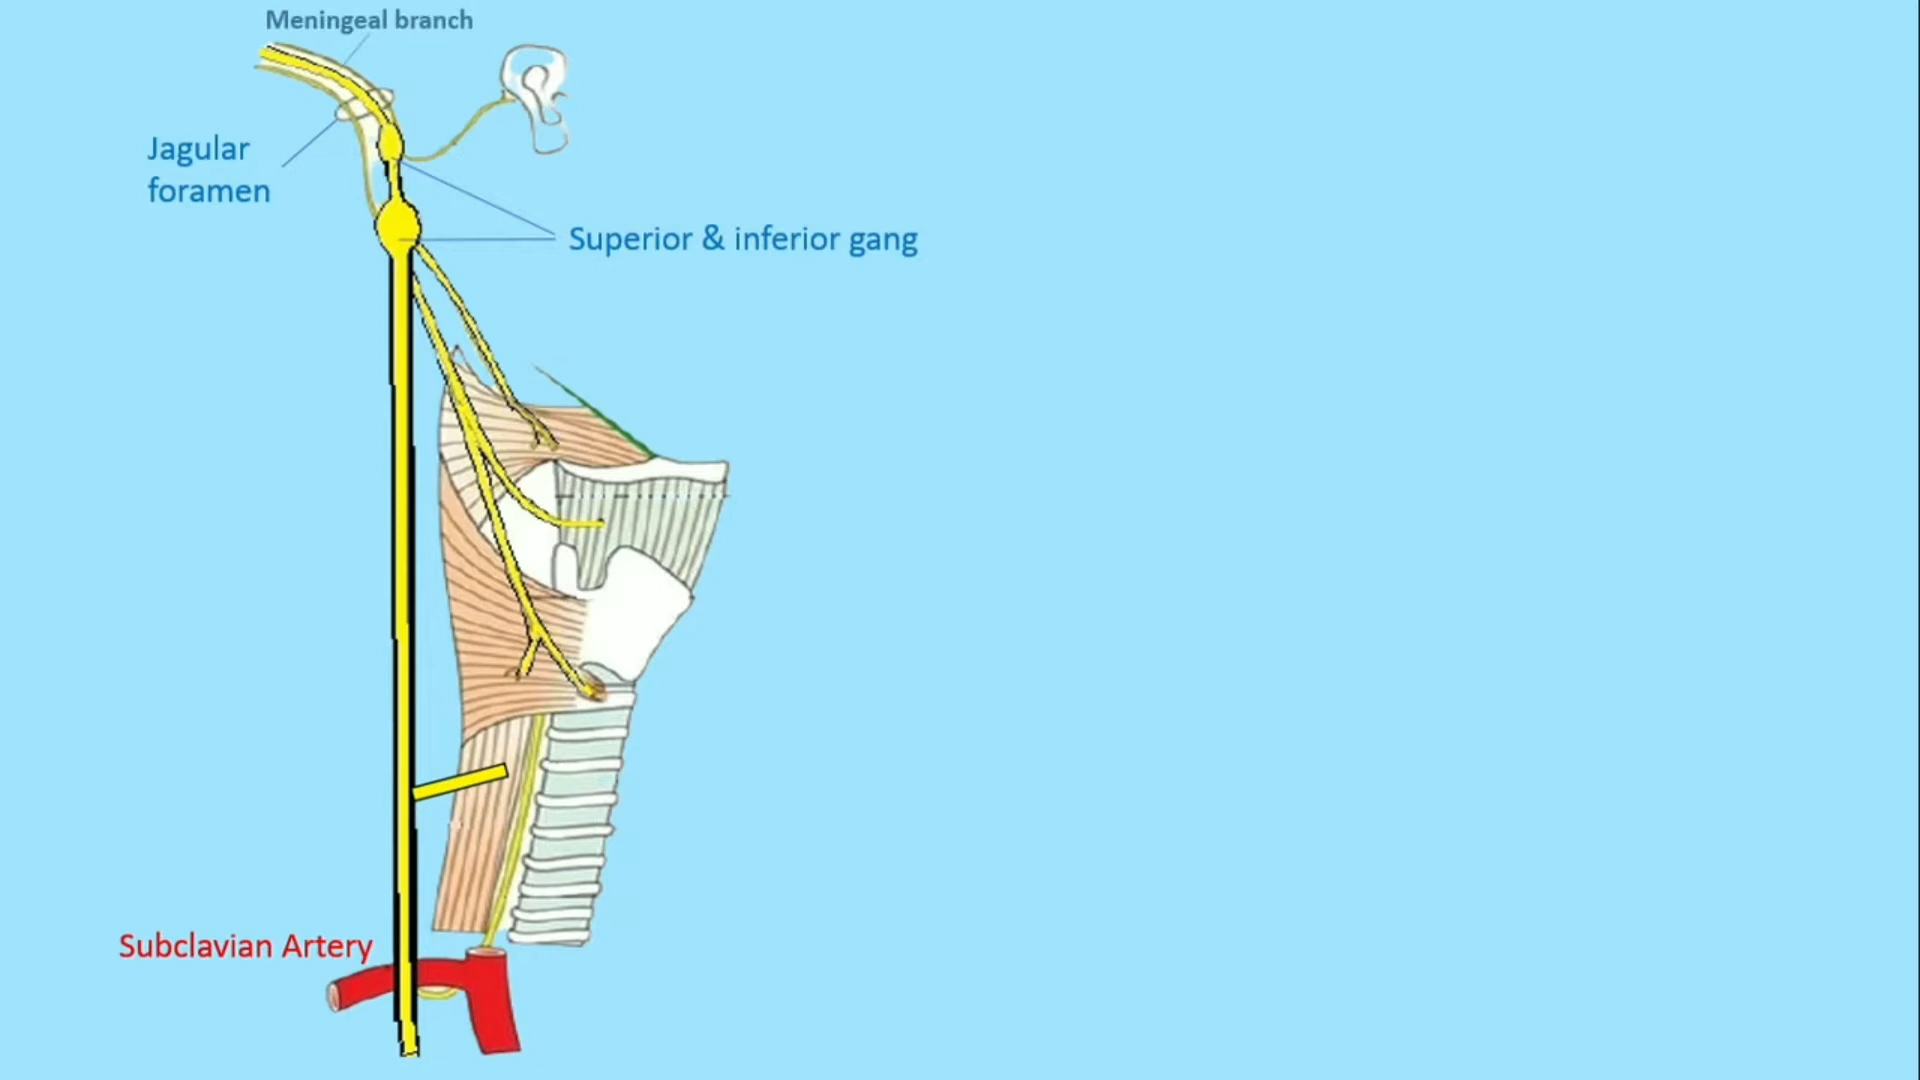 Meningeal branch
Jagular
foramen
Superior & inferior gang
Subclavian Artery